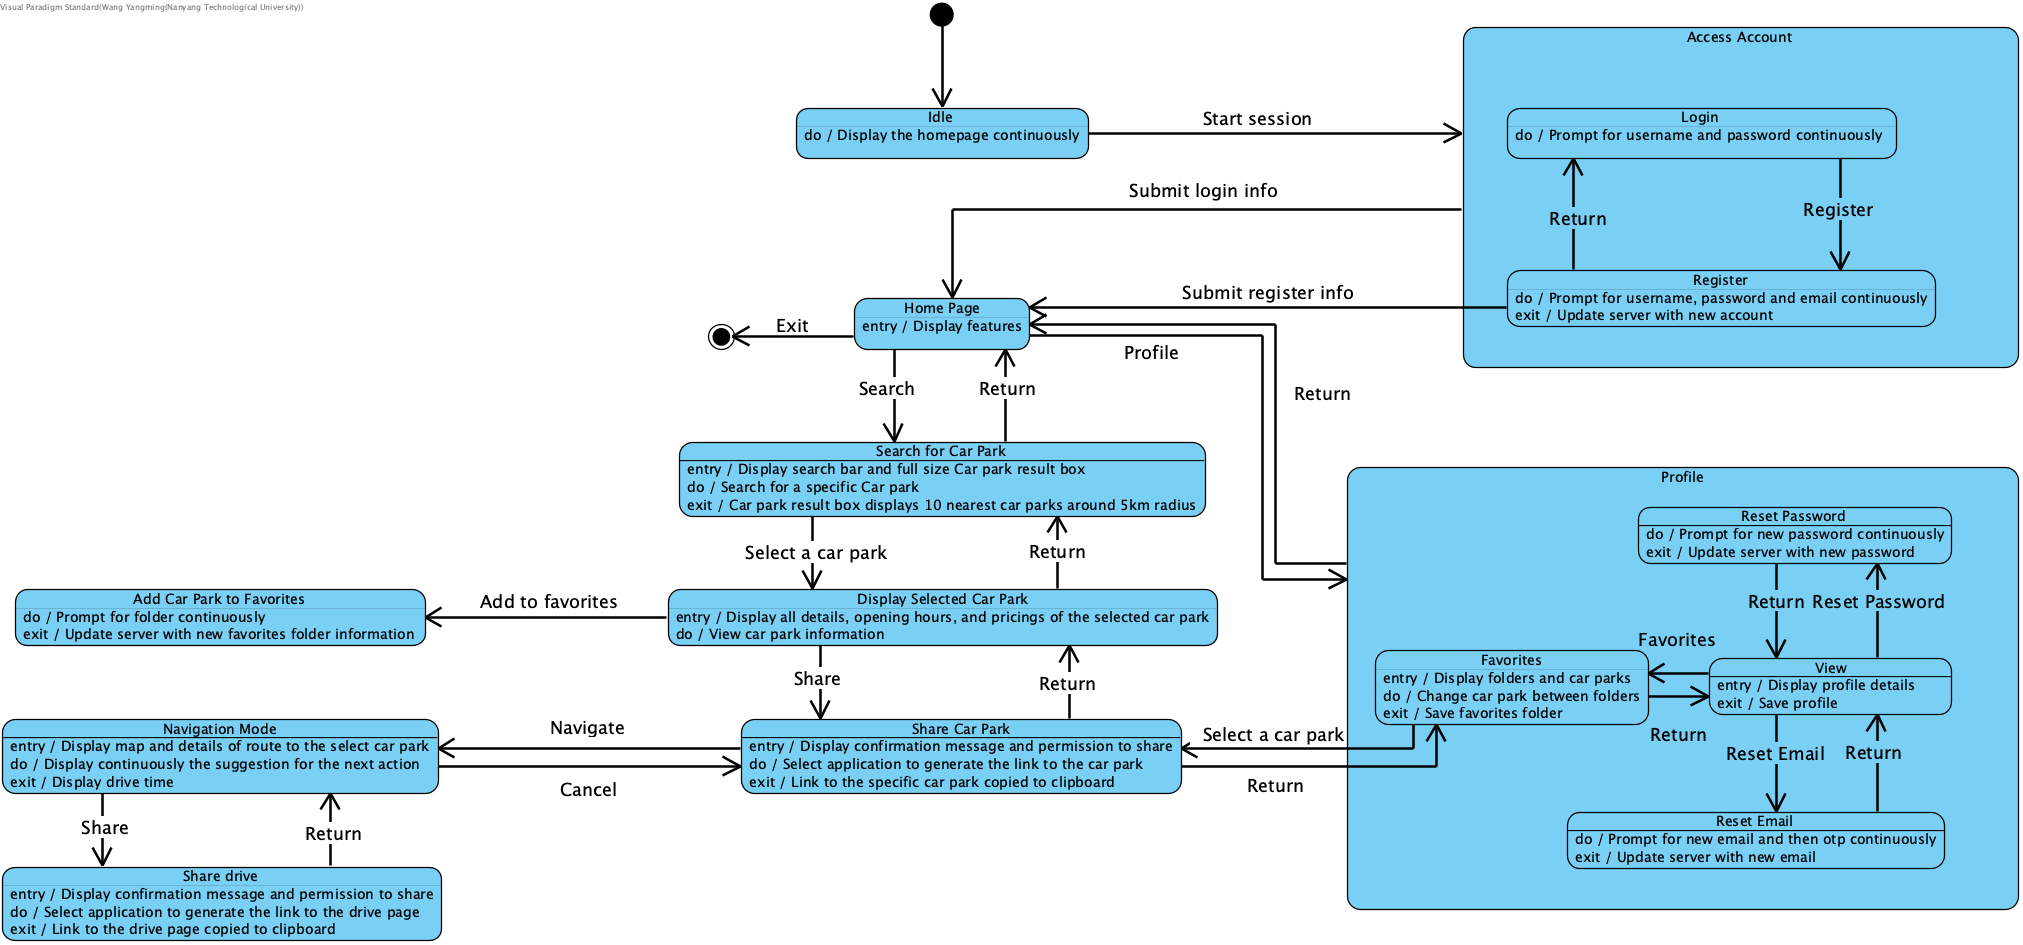 Visual Paradigm Standard(Wang Yangming(Nanyang Technological University))
Access Account
Idle
do / Display the homepage continuously
Start session
Login
do / Prompt for username and password continuously
Submit login info
Return
Register
Register
do / Prompt for username, password and email continuously
exit / Update server with new account
Submit register info
Home Page
entry / Display features
Exit
Profile
Search
Return
Return
Search for Car Park
entry / Display search bar and full size Car park result box
do / Search for a specific Car park
exit / Car park result box displays 10 nearest car parks around 5km radius
Profile
Reset Password
do / Prompt for new password continuously
exit / Update server with new password
Select a car park
Return
Add Car Park to Favorites
do / Prompt for folder continuously
exit / Update server with new favorites folder information
Add to favorites
Display Selected Car Park
entry / Display all details, opening hours, and pricings of the selected car park
do / View car park information
Return
Reset Password
Favorites
Favorites
entry / Display folders and car parks
do / Change car park between folders
exit / Save favorites folder
View
entry / Display profile details
exit / Save profile
Share
Return
Navigation Mode
entry / Display map and details of route to the select car park
do / Display continuously the suggestion for the next action
exit / Display drive time
Navigate
Cancel
Share Car Park
entry / Display confirmation message and permission to share
do / Select application to generate the link to the car park
exit / Link to the specific car park copied to clipboard
Select a car park
Return
Return
Reset Email
Return
Share
Return
Reset Email
do / Prompt for new email and then otp continuously
exit / Update server with new email
Share drive
entry / Display confirmation message and permission to share
do / Select application to generate the link to the drive page
exit / Link to the drive page copied to clipboard